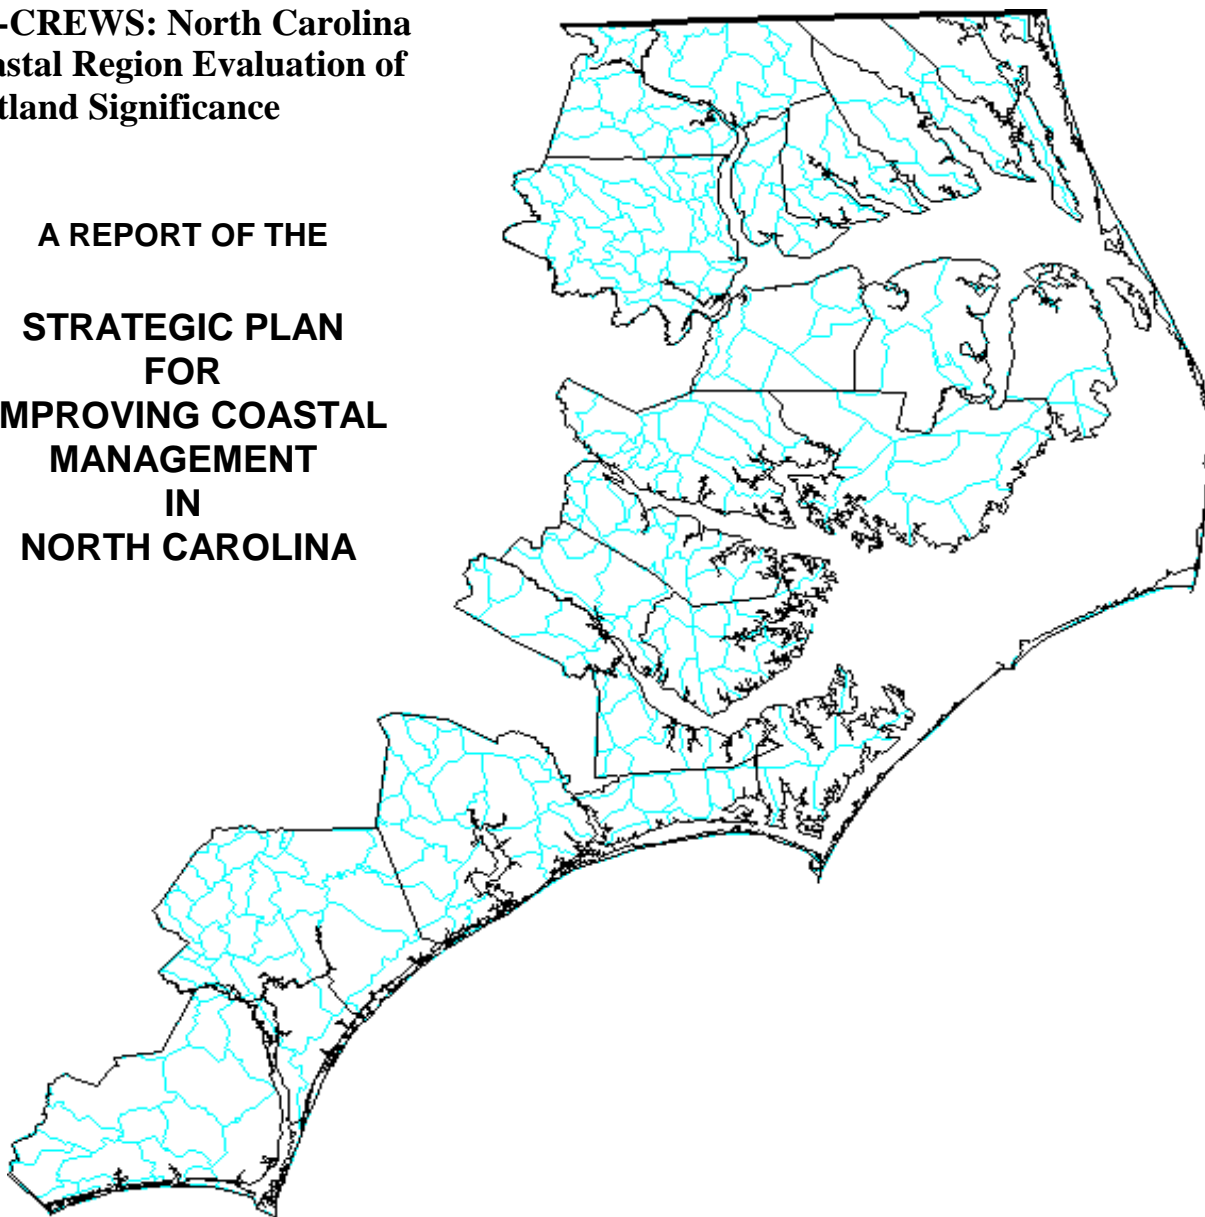 -CREWS: North Carolina
astal Region Evaluation of
tland Significance
A REPORT OF THE
STRATEGIC PLAN
FOR
MPROVING COASTAL
MANAGEMENT
IN
NORTH CAROLINA